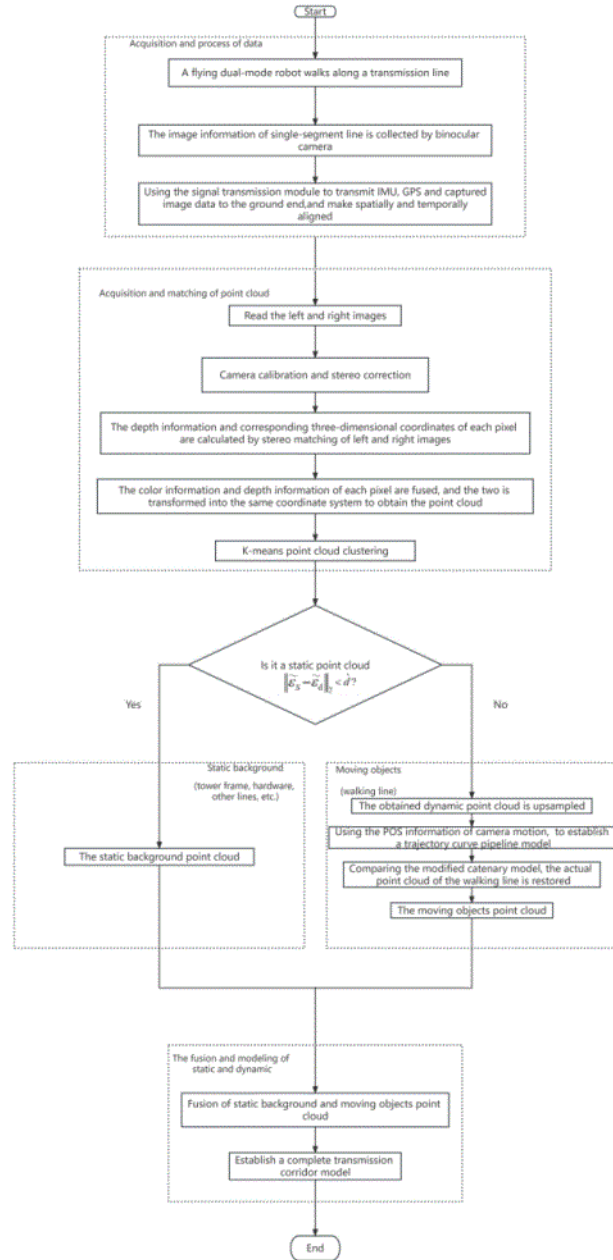 Start
Acquisition and process of data
A flying dual-mode robot walks along a transmission line
The image information of single-segment line is collected by binocular
camera
Using the signal transmission module to transmit IMU, GPS and captured
image data to the ground end,and make spatially and temporally
aligned
Acquisition and matching of point cloud
Read the left and right images
Camera calibration and stereo correction
The depth information and corresponding three-dimensional coordinates of each pixel
are calculated by stereo matching of left and right images
The color information and depth information of each pixel are fused, and the two is
transformed into the same coordinate system to obtain the point cloud
K-means point cloud clustering
Is it a static point cloud
Yes
No
Static background
(tower frame, hardware,
other lines, etc.)
The static background point cloud
Moving objects
(walking line)
The obtained dynamic point cloud is upsampled
Using the POS information of camera motion, to establish
a trajectory curve pipeline model
Comparing the modified catenary model, the actual
point cloud of the walking line is restored
The moving objects point cloud
The fusion and modeling of
static and dynamic
Fusion of static background and moving objects point
cloud
Establish a complete transmission
corridor model
End